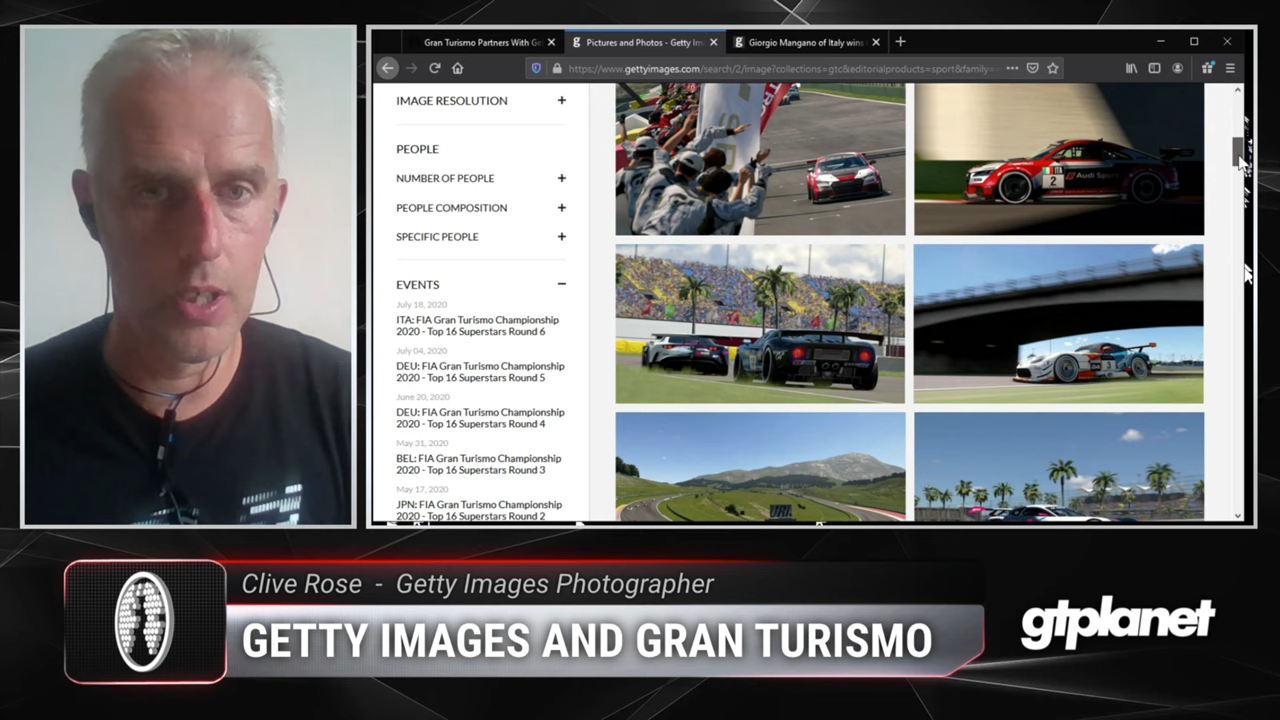 Gran Turismo Partners With Ge
Pictures and Photos - Getty Im
Giorgio Mangano of Italy wins
https://www.gettyimages.com/search/2/image?collections=gtc&editorialproducts=sport&family=
IMAGE RESOLUTION
PEOPLE
NUMBER OF PEOPLE
PEOPLE COMPOSITION
SPECIFIC PEOPLE
EVENTS
July 18, 2020
ITA: FIA Gran Turismo Championship
2020 - Top 16 Superstars Round 6
July 04, 2020
DEU: FIA Gran Turismo Championship
2020 - Top 16 Superstars Round 5
June 20, 2020
DEU: FIA Gran Turismo Championship
2020 - Top 16 Superstars Round 4
May 31, 2020
BEL: FIA Gran Turismo Championship
2020 - Top 16 Superstars Round 3
May 17, 2020
JPN: FIA Gran Turismo Championship
2020 - Top 16 Superstars Round 2
ITA
2
Audi Sport
3
Clive Rose - Getty Images Photographer
GETTY IMAGES AND GRAN TURISMO
gtplanet